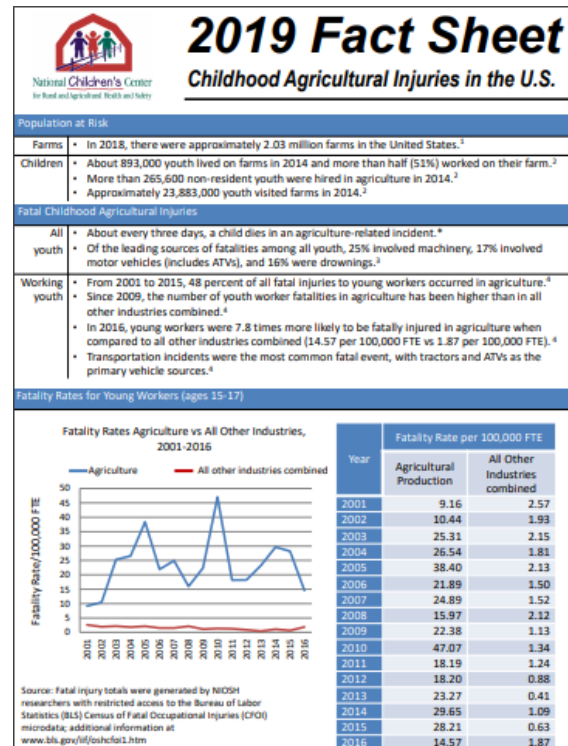 2019 Fact Sheet
National Children's Center
for Rural and Agricultural Health and Safety
Childhood Agricultural Injuries in the U.S.
Population at Risk
Farms • In 2018, there were approximately 2.03 million farms in the United States.¹
Children • About 893,000 youth lived on farms in 2014 and more than half (51%) worked on their farm.²
• More than 265,600 non-resident youth were hired in agriculture in 2014.²
• Approximately 23,883,000 youth visited farms in 2014.²
Fatal Childhood Agricultural Injuries
All • About every three days, a child dies in an agriculture-related incident.*
youth • Of the leading sources of fatalities among all youth, 25% involved machinery, 17% involved
motor vehicles (includes ATVs), and 16% were drownings.³
Working • From 2001 to 2015, 48 percent of all fatal injuries to young workers occurred in agriculture.⁴
youth • Since 2009, the number of youth worker fatalities in agriculture has been higher than in all
other industries combined.⁴
• In 2016, young workers were 7.8 times more likely to be fatally injured in agriculture when
compared to all other industries combined (14.57 per 100,000 FTE vs 1.87 per 100,000 FTE). ⁴
• Transportation incidents were the most common fatal event, with tractors and ATVs as the
primary vehicle sources.⁴
Fatality Rates for Young Workers (ages 15-17)
Fatality Rates Agriculture vs All Other Industries,
2001-2016
Agriculture All other industries combined
Fatality Rate/100,000 FTE
50
45
40
35
30
25
20
15
10
5
0
2001 2002 2003 2004 2005 2006 2007 2008 2009 2010 2011 2012 2013 2014 2015 2016
Source: Fatal injury totals were generated by NIOSH
researchers with restricted access to the Bureau of Labor
Statistics (BLS) Census of Fatal Occupational Injuries (CFOI)
microdata; additional information at
www.bls.gov/iif/oshcfoi1.htm
Fatality Rate per 100,000 FTE
Year Agricultural Production All Other Industries combined
2001 9.16 2.57
2002 10.44 1.93
2003 25.31 2.15
2004 26.54 1.81
2005 38.40 2.13
2006 21.89 1.50
2007 24.89 1.52
2008 15.97 2.12
2009 22.38 1.13
2010 47.07 1.34
2011 18.19 1.24
2012 18.20 0.88
2013 23.27 0.41
2014 29.65 1.09
2015 28.21 0.63
2016 14.57 1.87